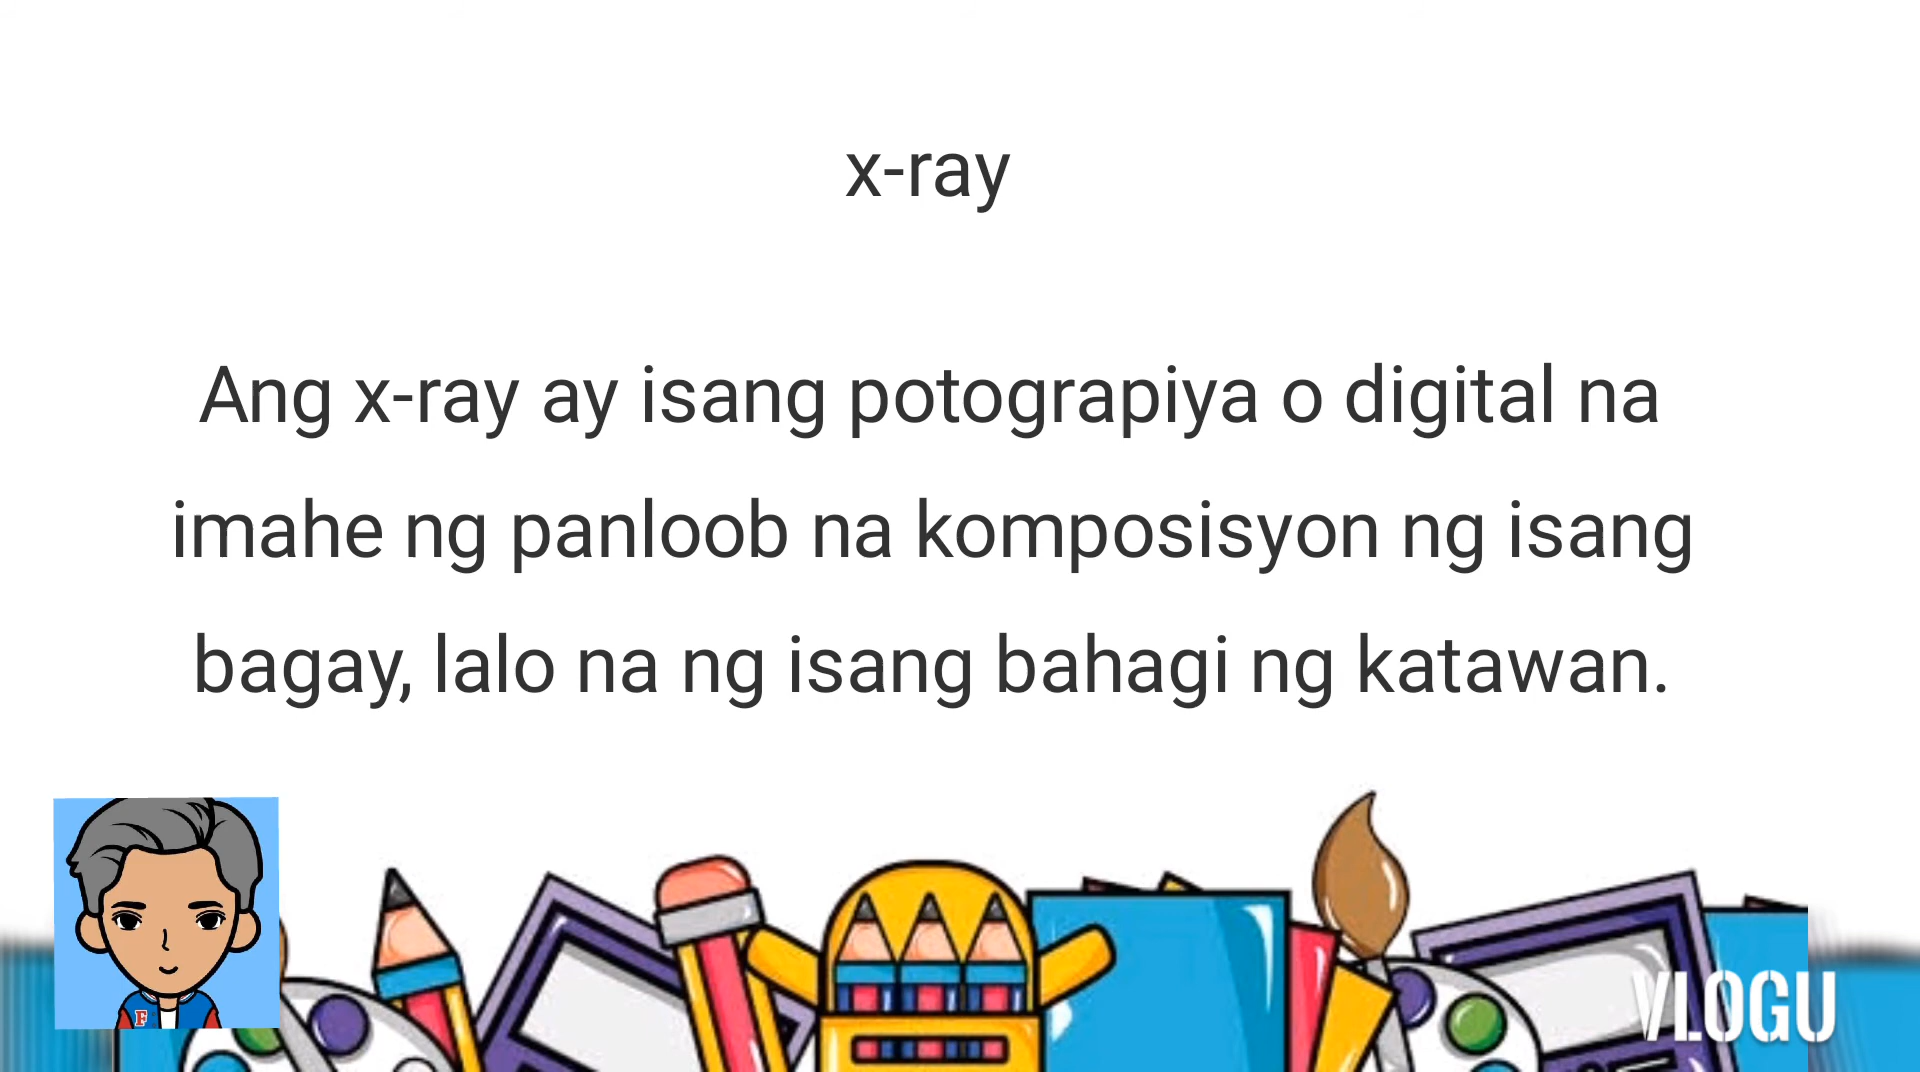 x-ray
Ang x-ray ay isang potograpiya o digital na
imahe ng panloob na komposisyon ng isang
bagay, lalo na ng isang bahagi ng katawan.
F
VLOGU